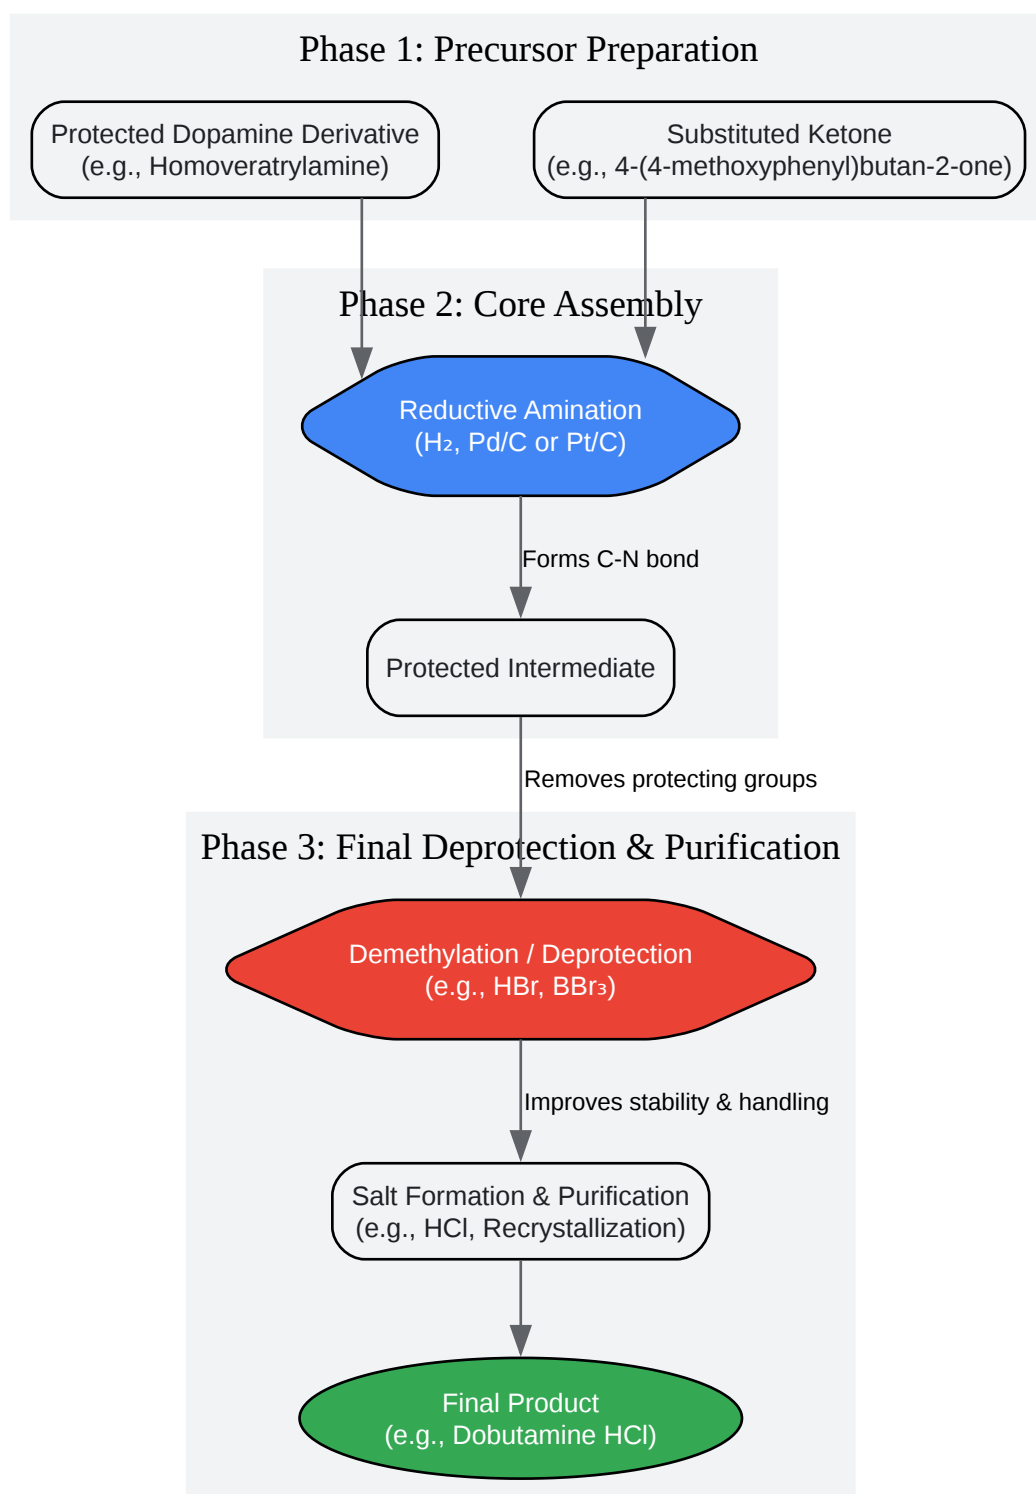 Phase 1: Precursor Preparation
Protected Dopamine Derivative
(e.g., Homoveratrylamine)
Substituted Ketone
(e.g., 4-(4-methoxyphenyl)butan-2-one)
Phase 2: Core Assembly
Reductive Amination
(H₂, Pd/C or Pt/C)
Forms C-N bond
Protected Intermediate
Removes protecting groups
Phase 3: Final Deprotection & Purification
Demethylation / Deprotection
(e.g., HBr, BBr₃)
Improves stability & handling
Salt Formation & Purification
(e.g., HCl, Recrystallization)
Final Product
(e.g., Dobutamine HCl)